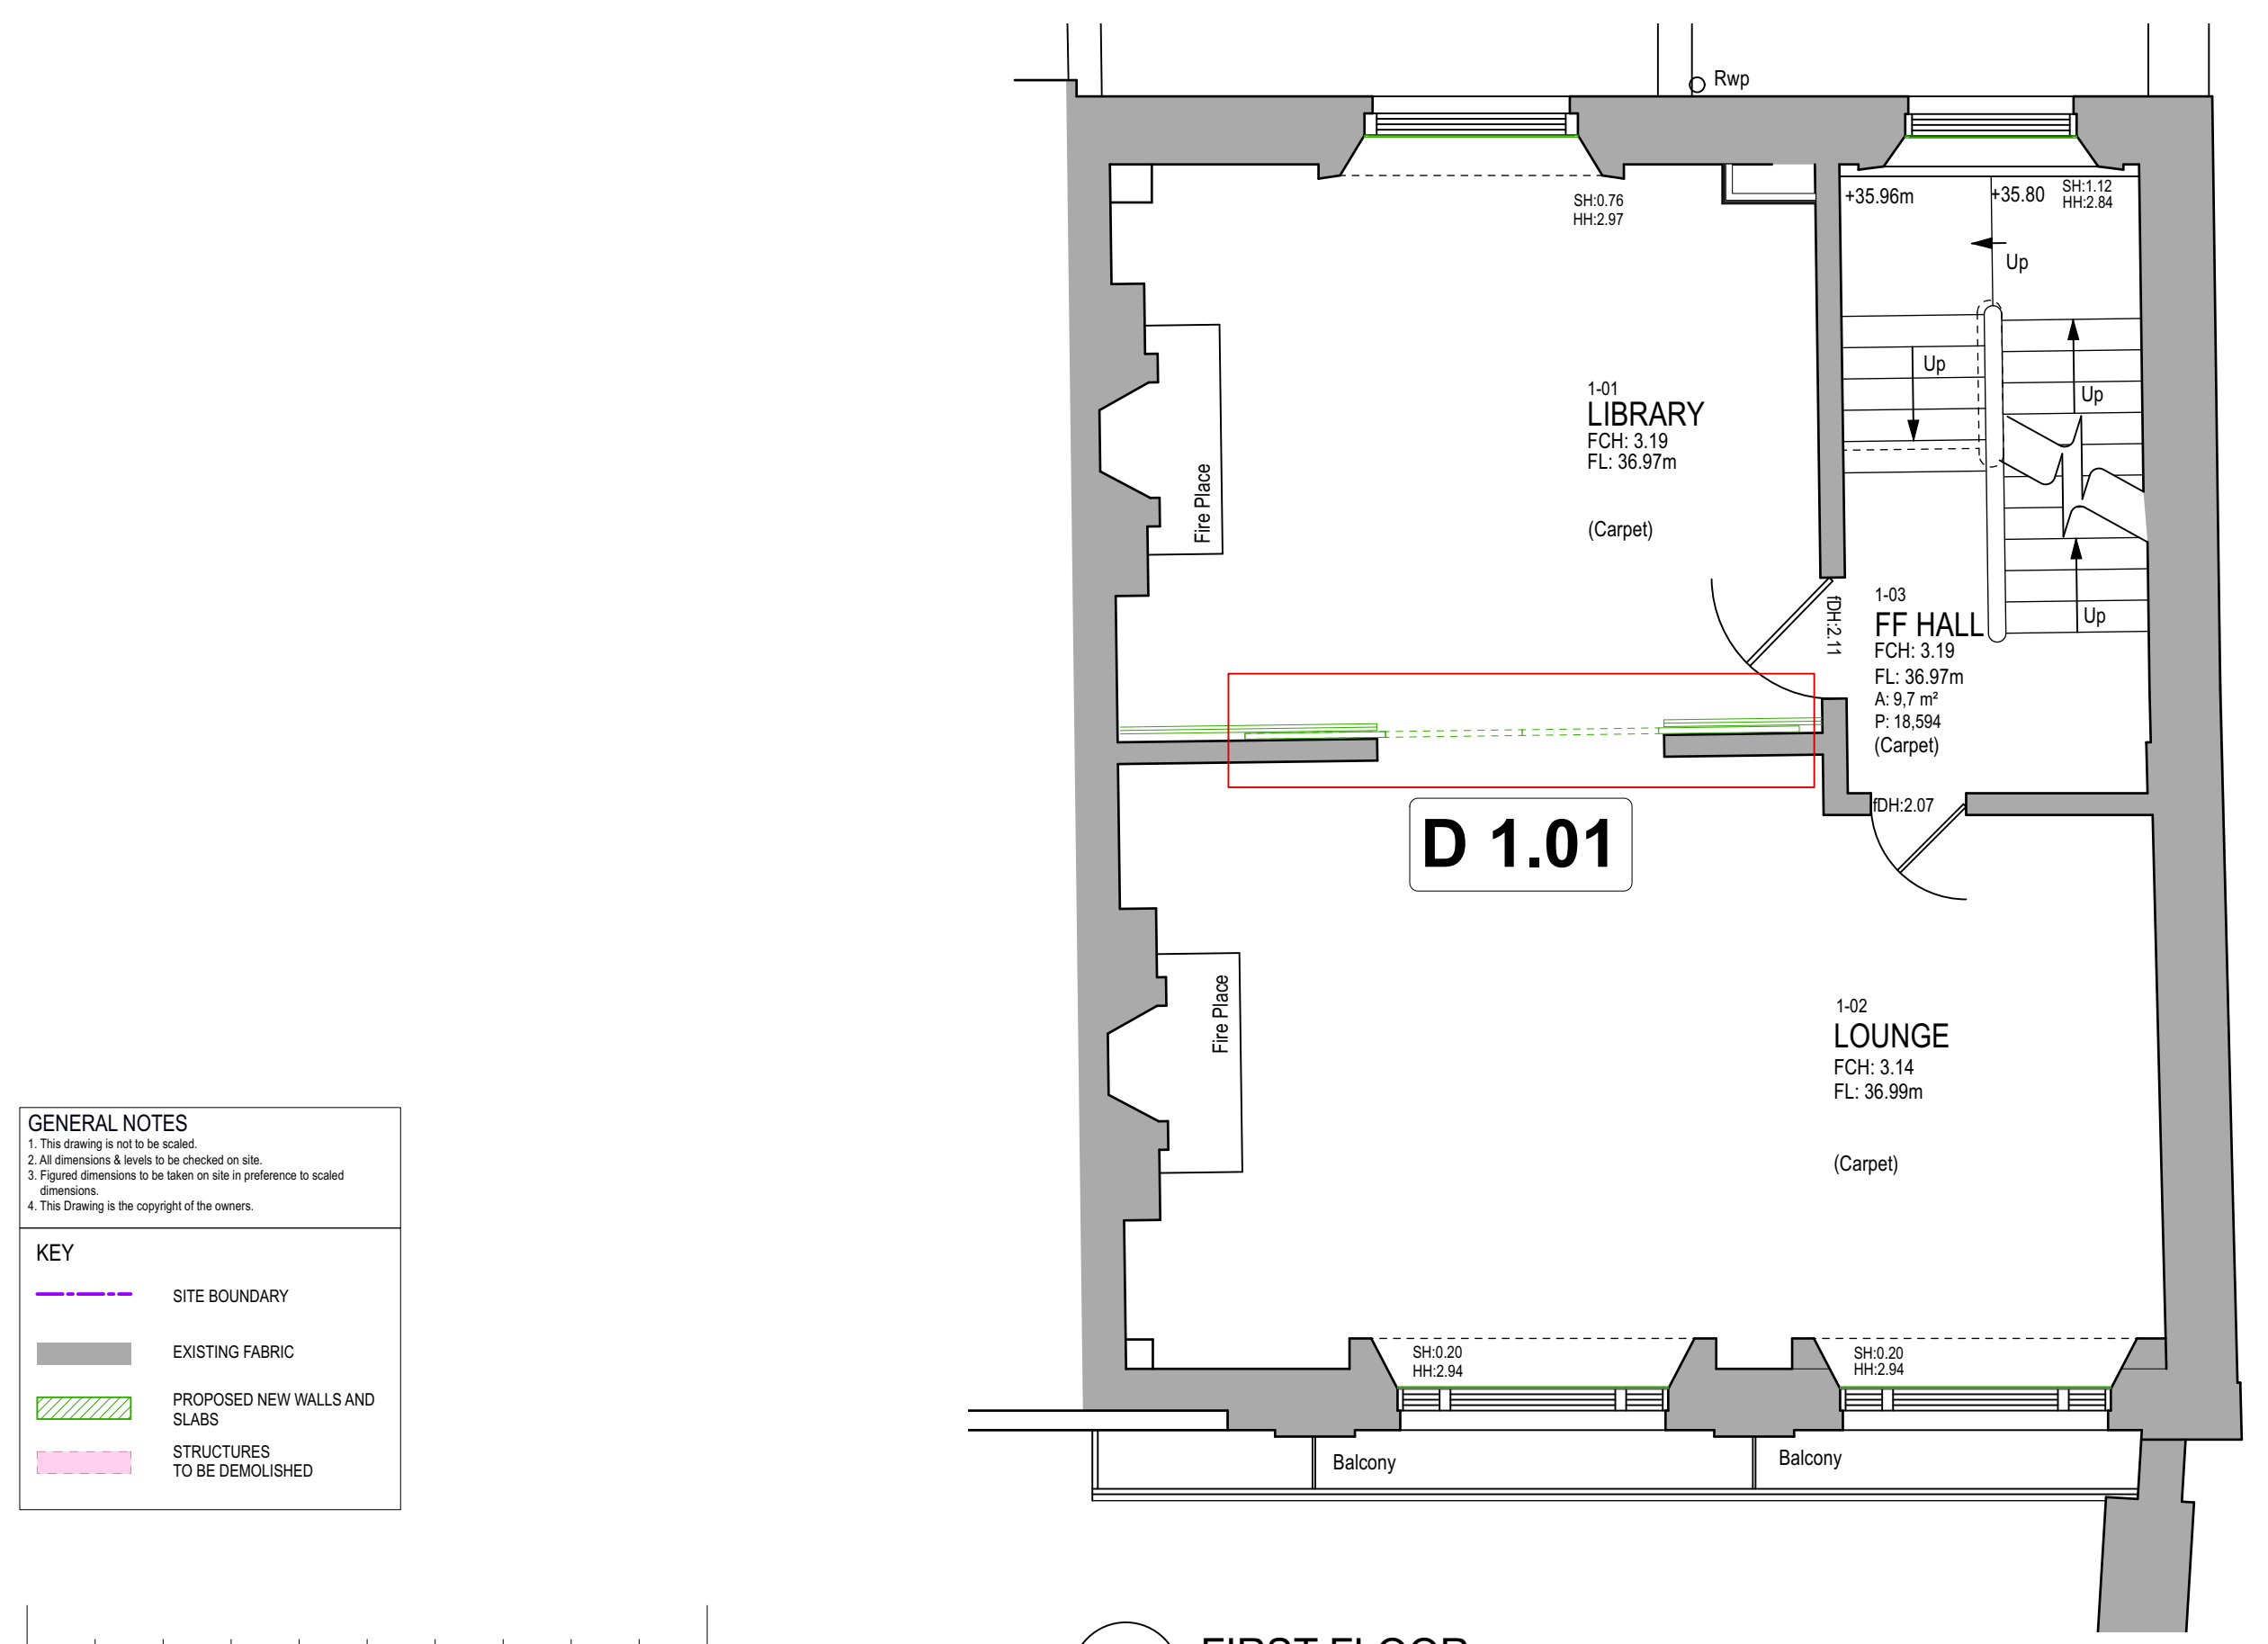 Rwp
SH:0.76
HH:2.97
+35.96m
+35.80
SH:1.12
HH:2.84
Up
Up
Up
1-01
LIBRARY
FCH: 3.19
FL: 36.97m
(Carpet)
Fire Place
fDH:2.11
1-03
FF HALL
FCH: 3.19
FL: 36.97m
A: 9,7 m²
P: 18,594
(Carpet)
Up
fDH:2.07
D 1.01
Fire Place
1-02
LOUNGE
FCH: 3.14
FL: 36.99m
(Carpet)
SH:0.20
HH:2.94
SH:0.20
HH:2.94
Balcony
Balcony
GENERAL NOTES
1. This drawing is not to be scaled.
2. All dimensions & levels to be checked on site.
3. Figured dimensions to be taken on site in preference to scaled
dimensions.
4. This Drawing is the copyright of the owners.
KEY
SITE BOUNDARY
EXISTING FABRIC
PROPOSED NEW WALLS AND
SLABS
STRUCTURES
TO BE DEMOLISHED
FIRST FLOOR